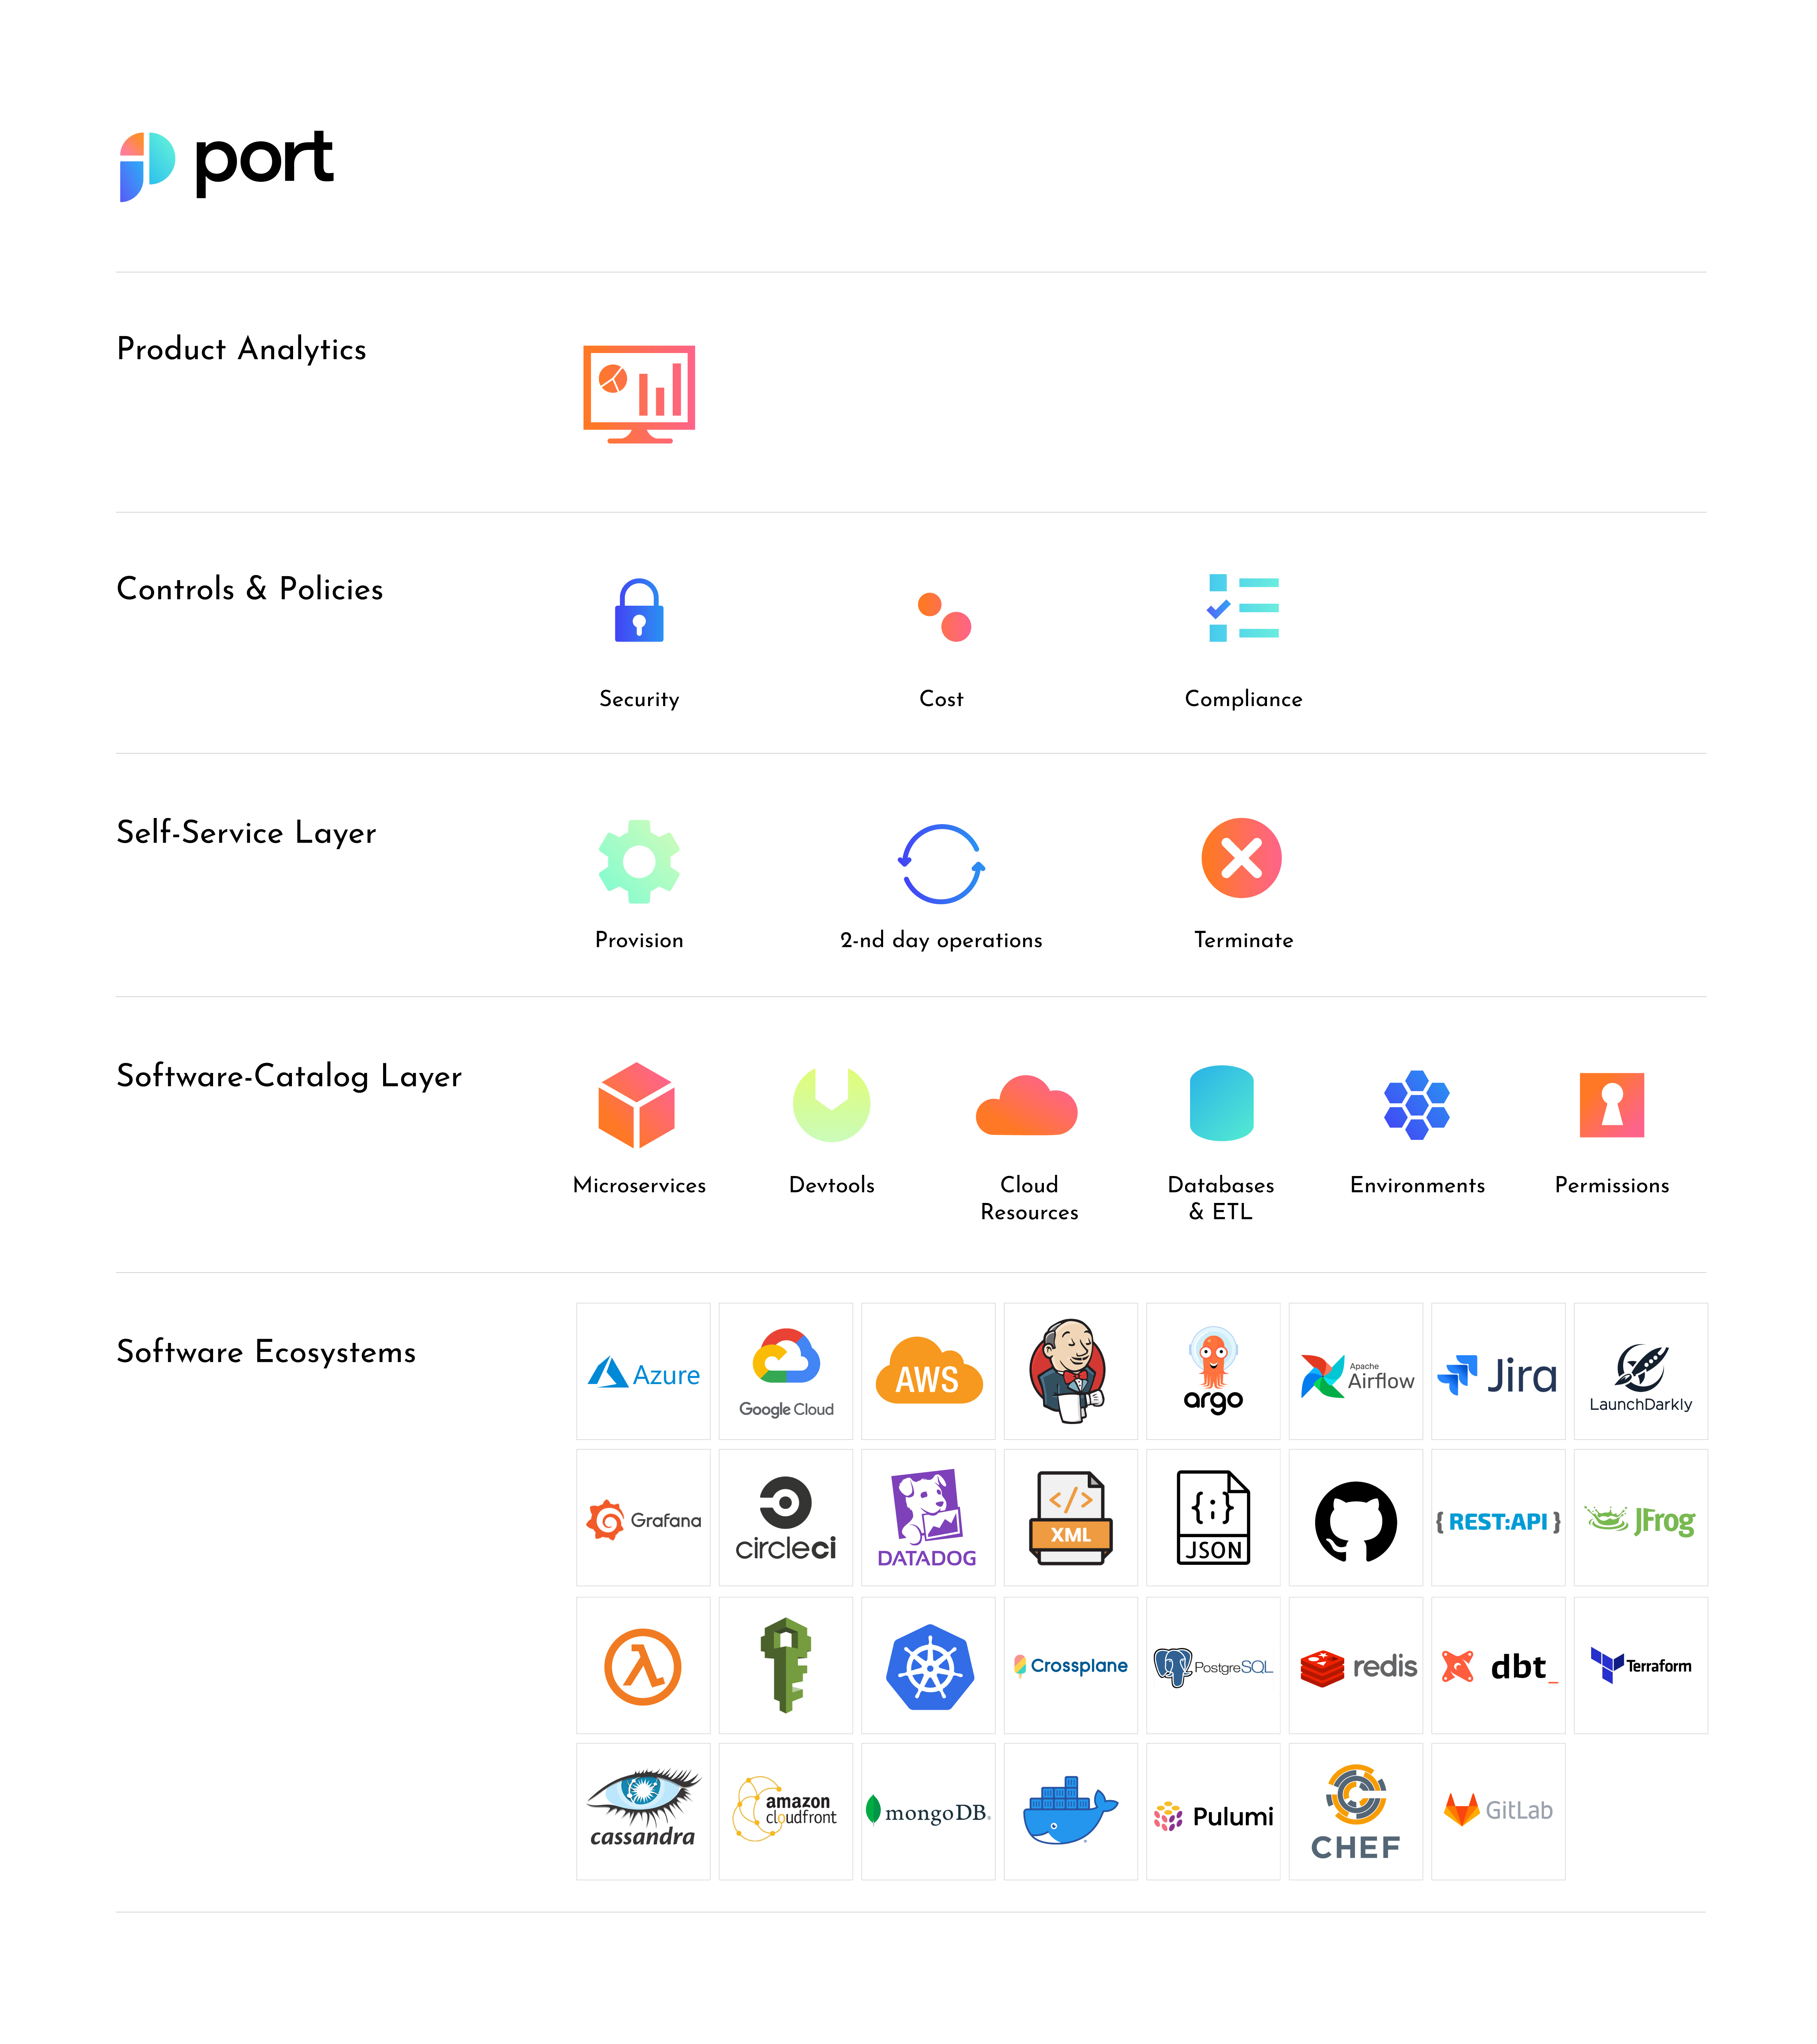 port
Product Analytics
Controls & Policies
Security
Cost
Compliance
Self-Service Layer
Provision
2-nd day operations
Terminate
Software-Catalog Layer
Microservices
Devtools
Cloud
Resources
Databases
& ETL
Environments
Permissions
Software Ecosystems
Azure
Google Cloud
AWS
argo
Apache
Airflow
Jira
LaunchDarkly
Grafana
circleci
DATADOG
</>
XML
{;}
JSON
{ REST:API }
JFrog
Crossplane
PostgreSQL
redis
dbt_
Terraform
cassandra
amazon
cloudfront
mongoDB®
Pulumi
CHEF
GitLab